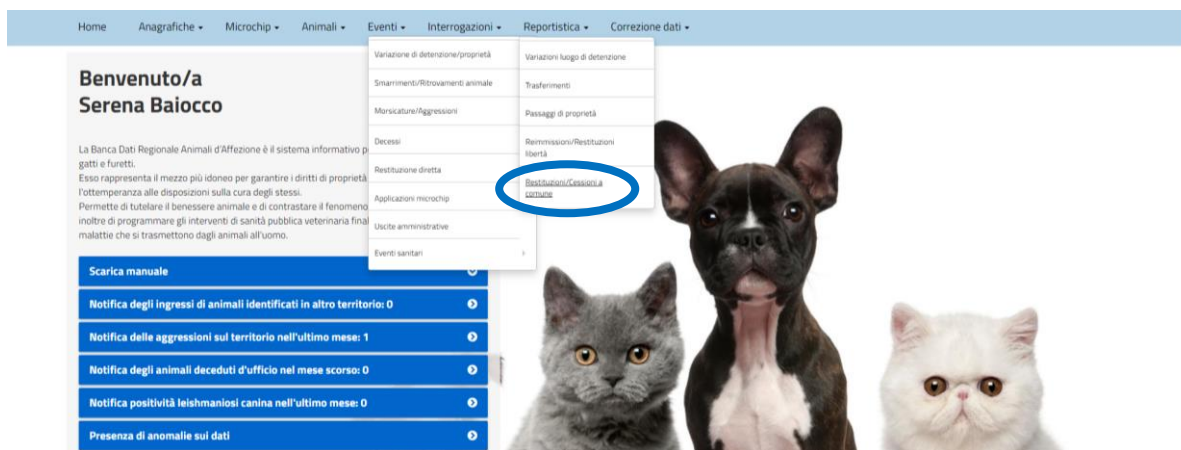 Home Anagrafiche Microchip Animali Eventi Interrogazioni Reportistica Correzione dati
Variazione di detenzione/proprietà
Smarrimenti/Ritrovamenti animale
Morsicature/Aggressioni
Decessi
Restituzione diretta
Applicazioni microchip
Uscite amministrative
Eventi sanitari
Variazioni luogo di detenzione
Trasferimenti
Passaggi di proprietà
Reimmissioni/Restituzioni
libertà
Restituzioni/Cessioni a
comune
Benvenuto/a
Serena Baiocco
La Banca Dati Regionale Animali d'Affezione è il sistema informativo
gatti e furetti.
Esso rappresenta il mezzo più idoneo per garantire i diritti di proprietà
l'ottemperanza alle disposizioni sulla cura degli stessi.
Permette di tutelare il benessere animale e di contrastare il fenomeno
inoltre di programmare gli interventi di sanità pubblica veterinaria
malattie che si trasmettono dagli animali all'uomo.
Scarica manuale
Notifica degli ingressi di animali identificati in altro territorio: 0
Notifica delle aggressioni sul territorio nell'ultimo mese: 1
Notifica degli animali deceduti d'ufficio nel mese scorso: 0
Notifica positività leishmaniosi canina nell'ultimo mese: 0
Presenza di anomalie sui dati